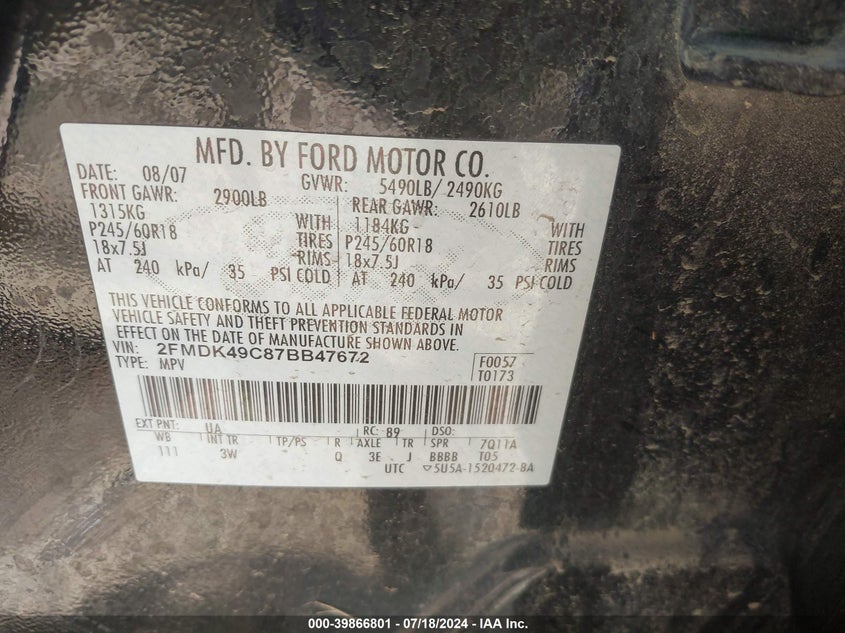 MFD. BY FORD MOTOR CO.
DATE: 08/07 GVWR: 5490LB/ 2490KG
FRONT GAWR: 2900LB REAR GAWR: 2610LB
1315KG WITH 1184KG WITH
P245/60R18 TIRES P245/60R18 TIRES
18x7.5J RIMS 18x7.5J RIMS
AT 240 kPa/ 35 PSI COLD AT 240 kPa/ 35 PSI COLD
THIS VEHICLE CONFORMS TO ALL APPLICABLE FEDERAL MOTOR
VEHICLE SAFETY AND THEFT PREVENTION STANDARDS IN
EFFECT ON THE DATE OF MANUFACTURE SHOWN ABOVE.
VIN: 2FMDK49C87BB47672 F0057
TYPE: MPV T0173
EXT PNT: UA RC: 89 DSO:
WB INT TR TP/PS R AXLE TR SPR 7Q11A
111 3W Q 3E J BBBB T05
UTC ▽5U5A-1520472-BA
000-39866801 - 07/18/2024 - IAA Inc.